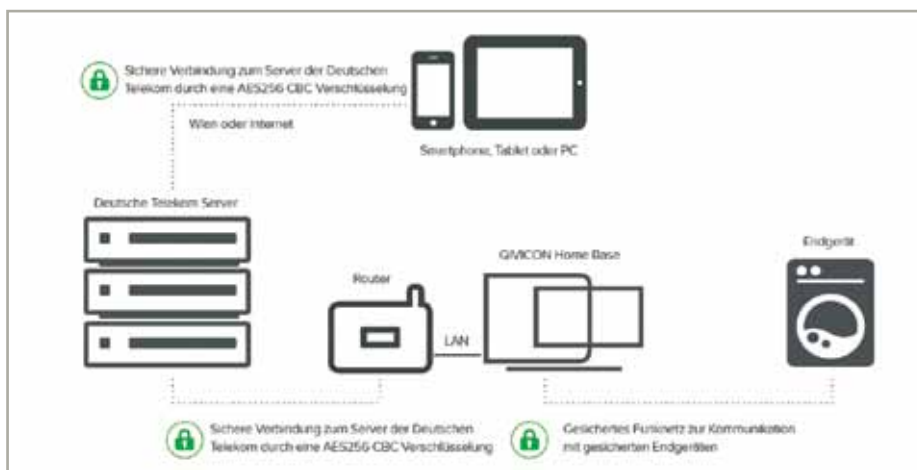 Sichere Verbindung zum Server der Deutschen
Telekom durch eine AES256 CBC Verschlüsselung
Wlen oder Internet
Smartphone, Tablet oder PC
Deutsche Telekom Server
Router
LAN
QIVICON Home Base
Endgerät
Sichere Verbindung zum Server der Deutschen
Telekom durch eine AES256 CBC Verschlüsselung
Gesichertes Funknetz zur Kommunikation
mit gesicherten Endgeräten